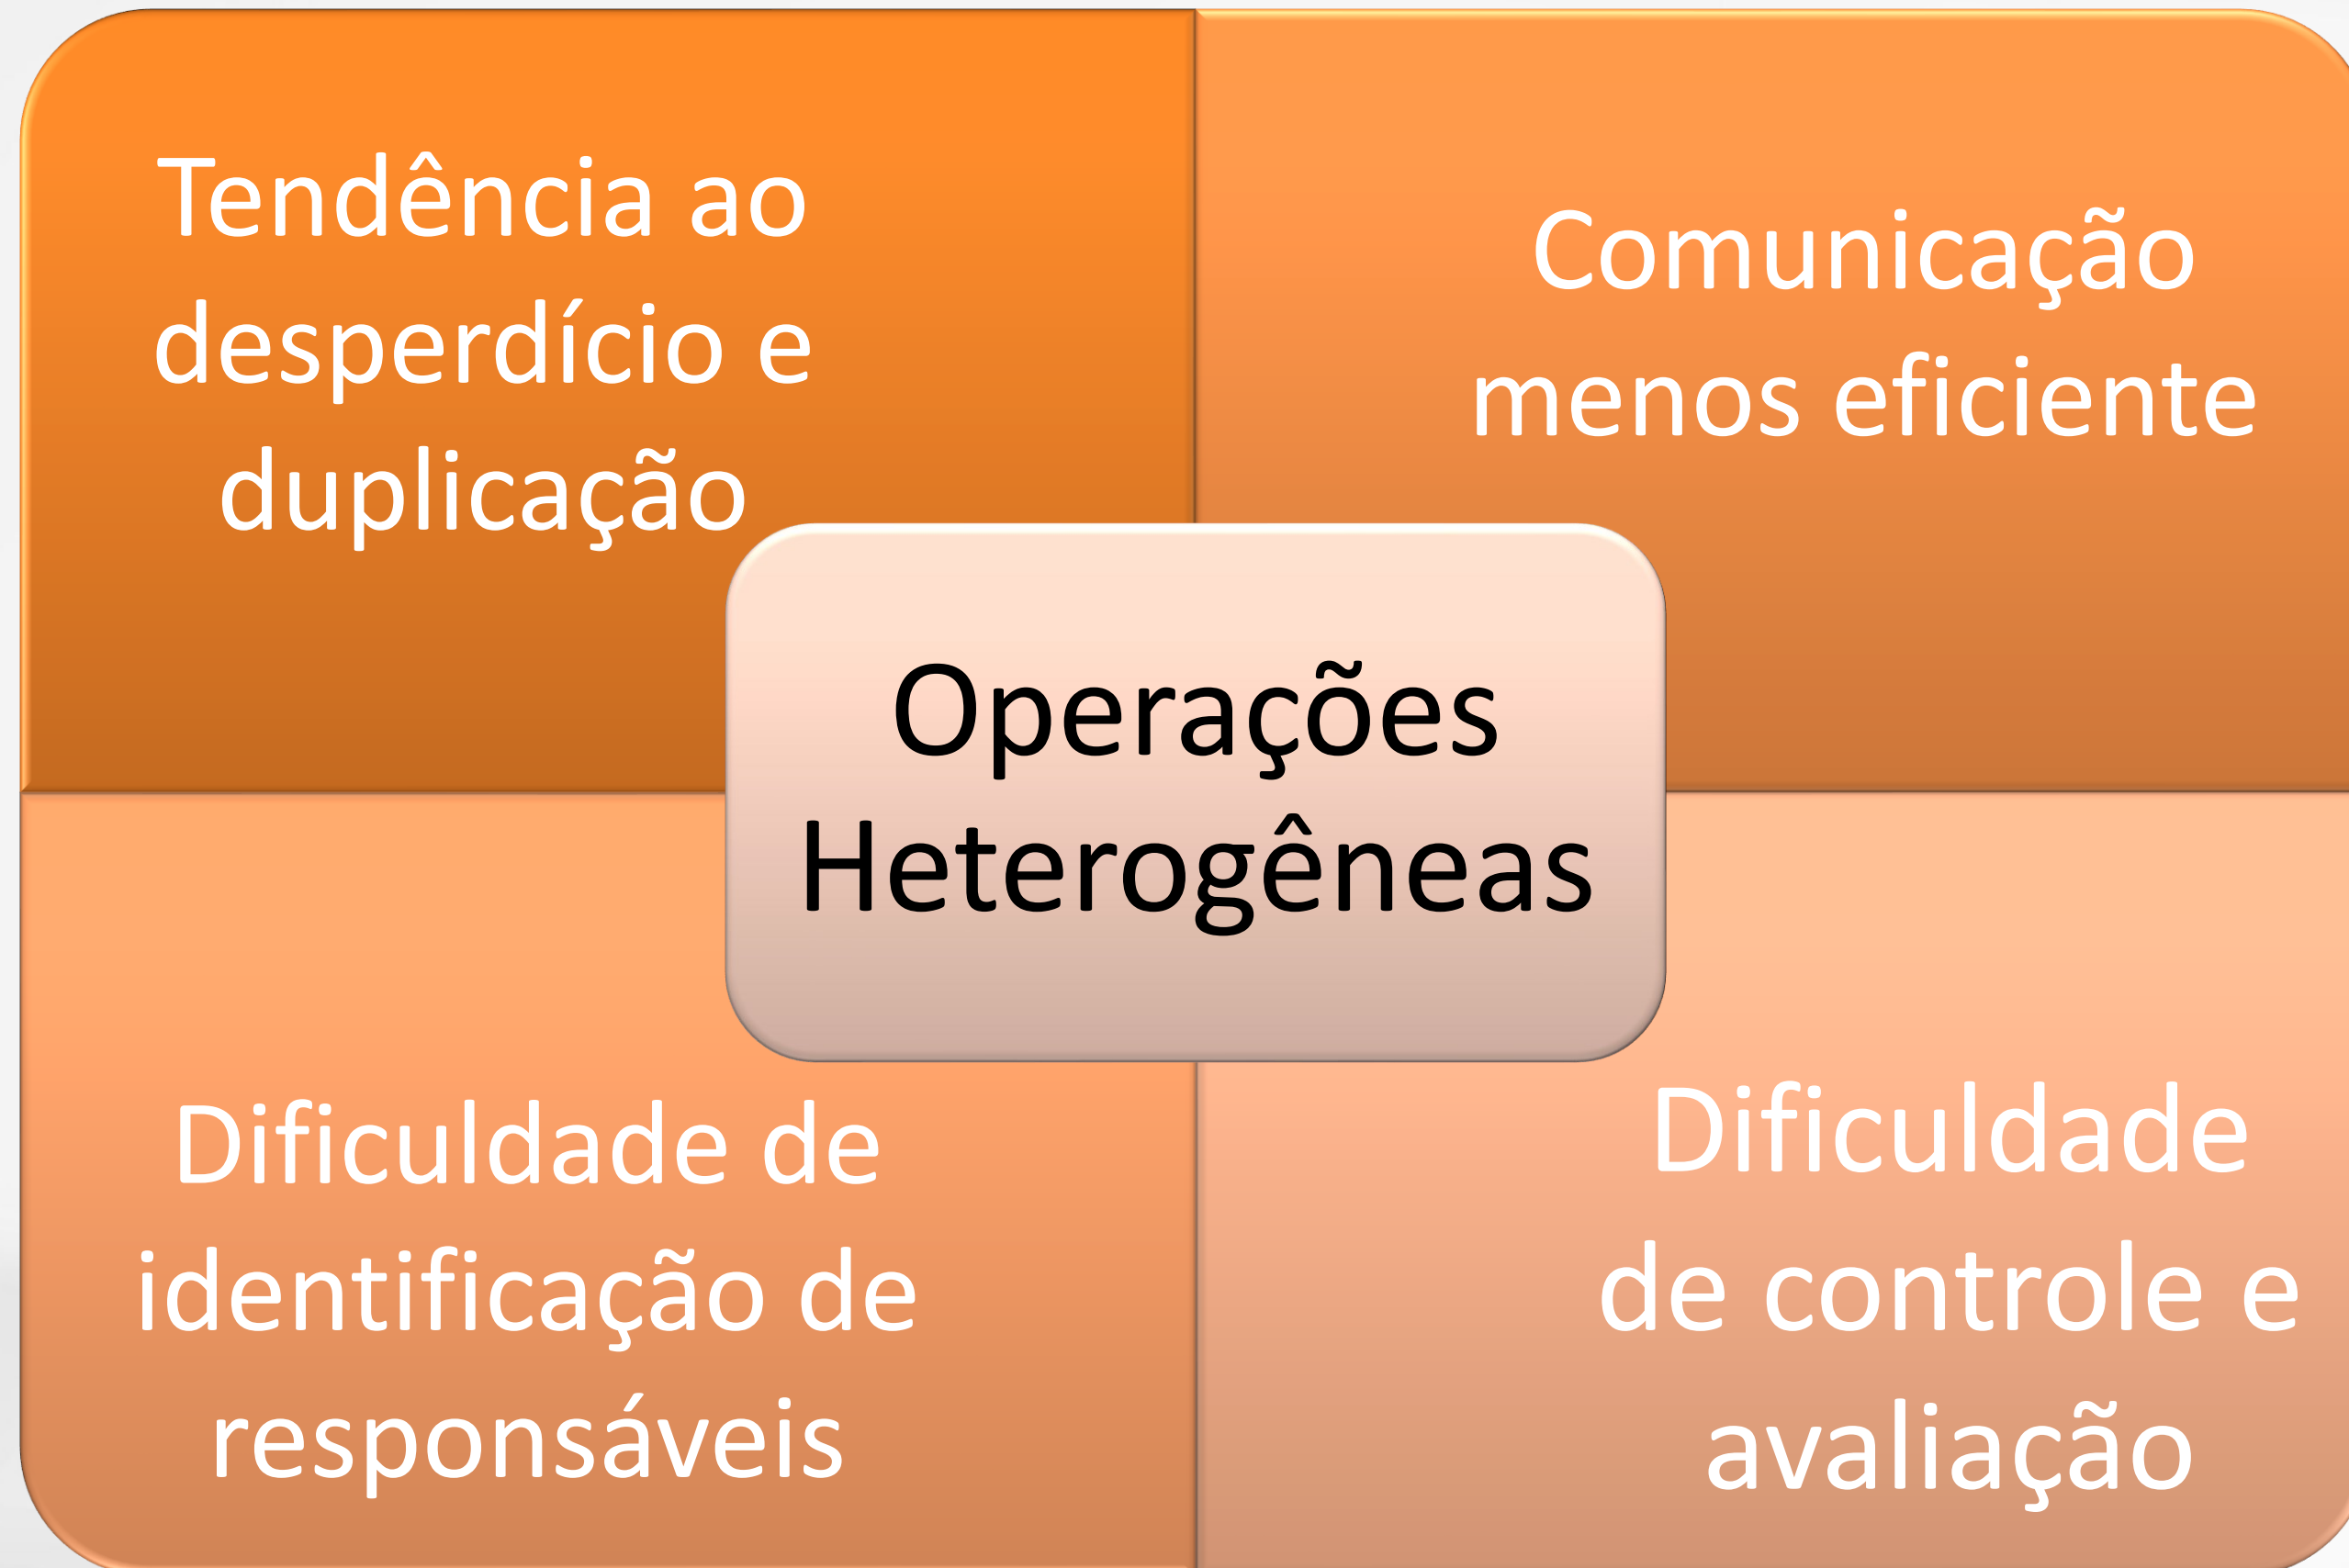 Tendência ao
desperdício e
duplicação
Comunicação
menos eficiente
Operações
Heterogêneas
Dificuldade de
identificação de
responsáveis
Dificuldade
de controle e
avaliação